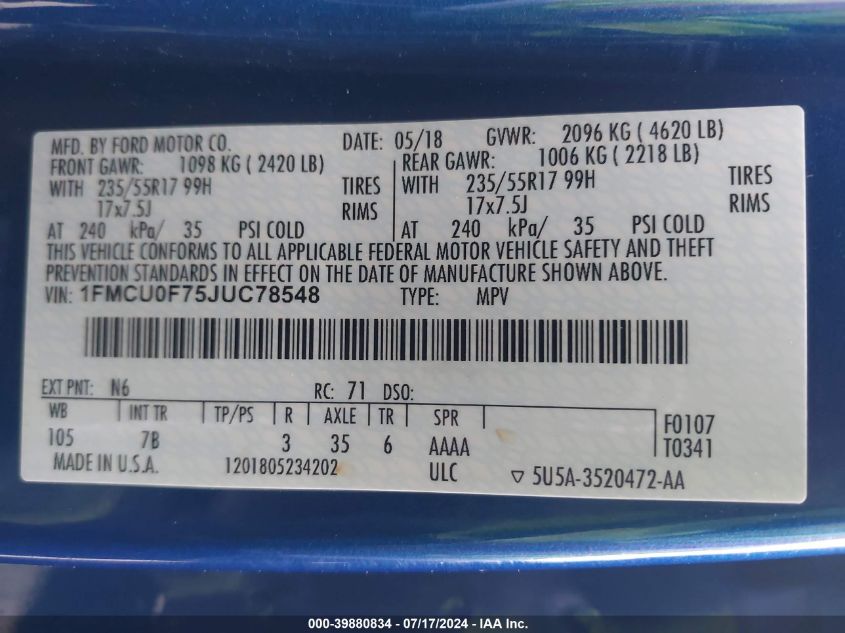 MFD. BY FORD MOTOR CO. DATE: 05/18 GVWR: 2096 KG ( 4620 LB)
FRONT GAWR: 1098 KG ( 2420 LB) REAR GAWR: 1006 KG ( 2218 LB)
WITH 235/55R17 99H TIRES WITH 235/55R17 99H TIRES
17x7.5J RIMS 17x7.5J RIMS
AT 240 kPa/ 35 PSI COLD AT 240 kPa/ 35 PSI COLD
THIS VEHICLE CONFORMS TO ALL APPLICABLE FEDERAL MOTOR VEHICLE SAFETY AND THEFT
PREVENTION STANDARDS IN EFFECT ON THE DATE OF MANUFACTURE SHOWN ABOVE.
VIN: 1FMCU0F75JUC78548 TYPE: MPV
EXT PNT: N6 RC: 71 DSO:
WB INT TR TP/PS R AXLE TR SPR F0107
105 7B 3 35 6 AAAA T0341
MADE IN U.S.A. 1201805234202 ULC ▽ 5U5A-3520472-AA
000-39880834 - 07/17/2024 - IAA Inc.